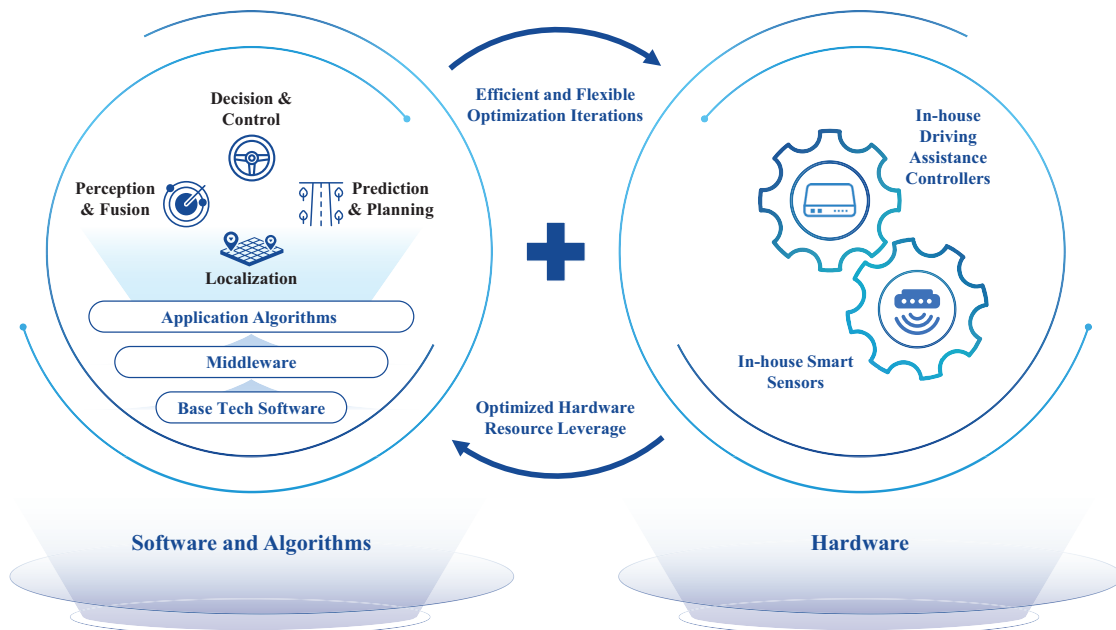 Decision &
Control
Perception
& Fusion
Prediction
& Planning
Localization
Application Algorithms
Middleware
Base Tech Software
Efficient and Flexible
Optimization Iterations
Optimized Hardware
Resource Leverage
In-house
Driving
Assistance
Controllers
In-house Smart
Sensors
Software and Algorithms
Hardware